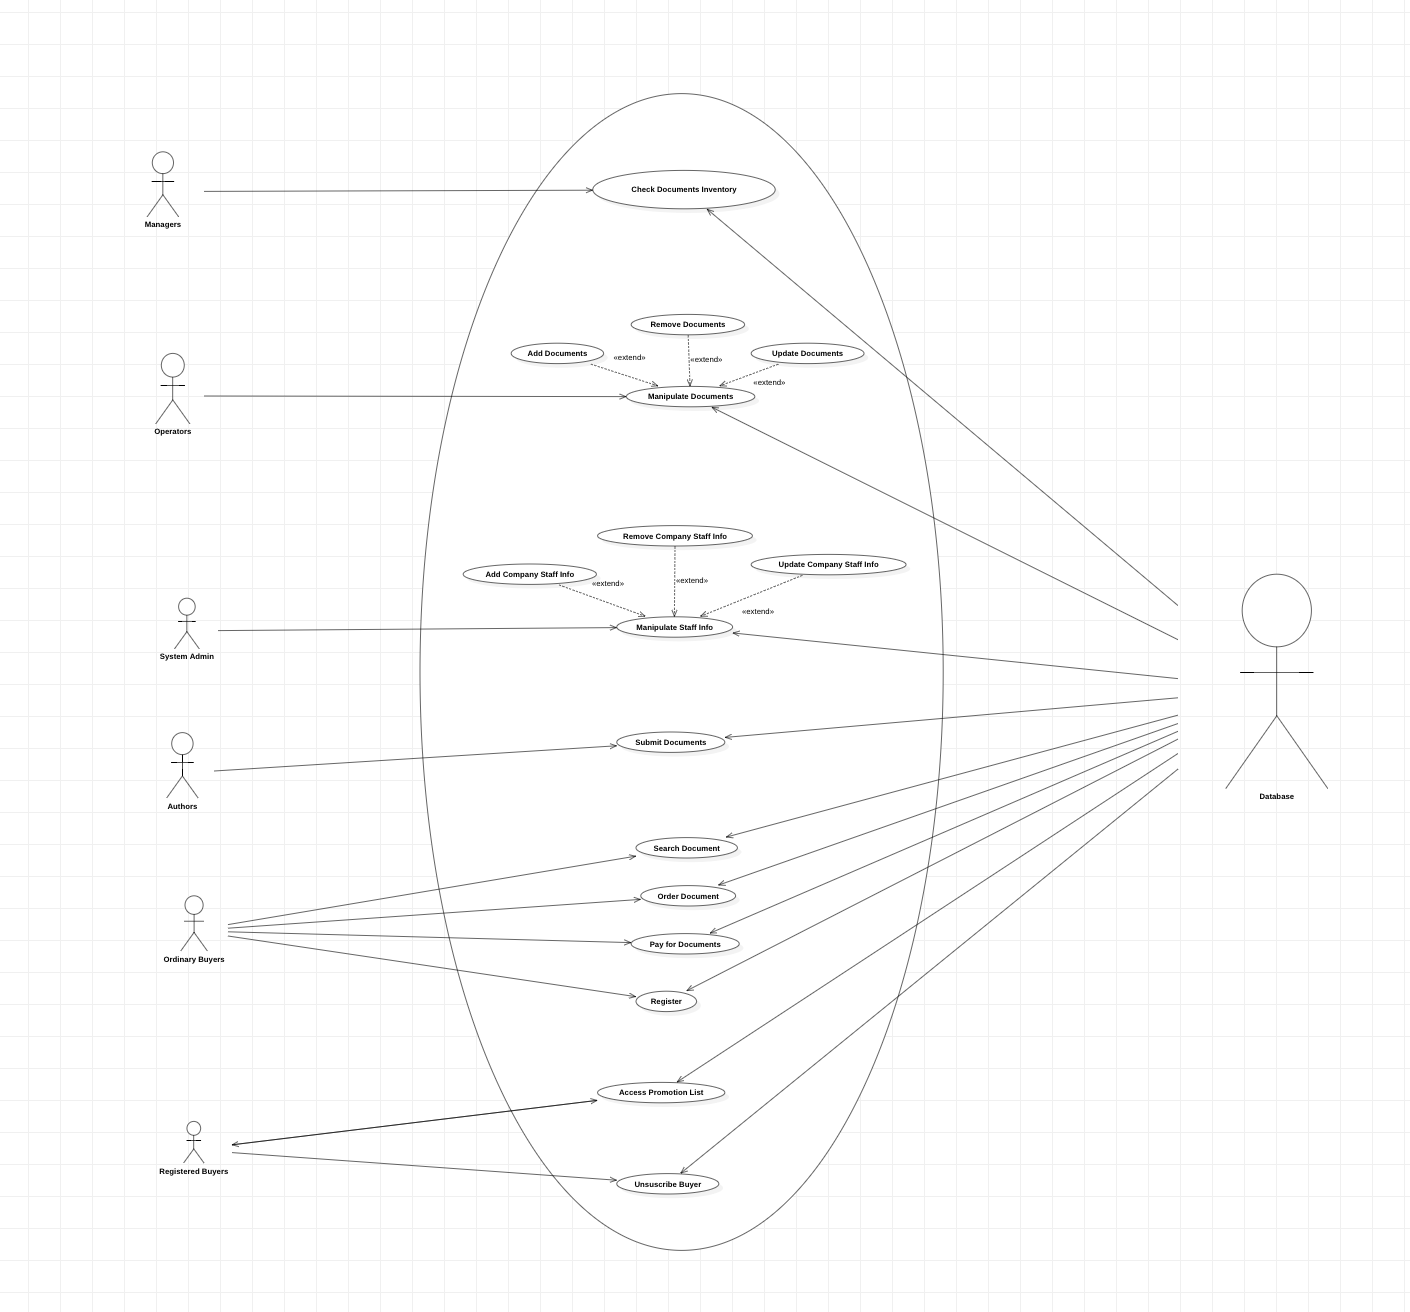 Check Documents Inventory
Managers
Remove Documents
Add Documents
«extend»
«extend»
Update Documents
«extend»
Manipulate Documents
Operators
Remove Company Staff Info
Add Company Staff Info
«extend»
«extend»
Update Company Staff Info
«extend»
Manipulate Staff Info
System Admin
Submit Documents
Authors
Database
Search Document
Order Document
Pay for Documents
Ordinary Buyers
Register
Access Promotion List
Registered Buyers
Unsuscribe Buyer